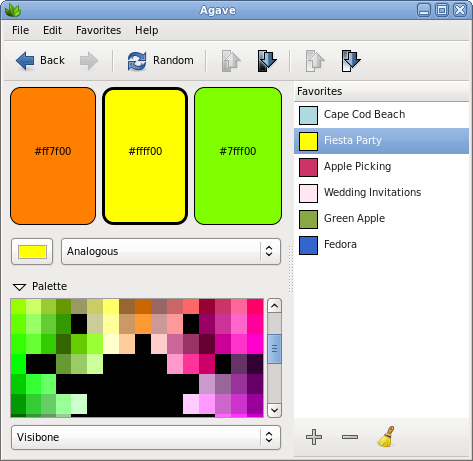 Agave
File Edit Favorites Help
Back Random
#ff7f00 #ffff00 #7fff00
Analogous
Palette
Visibone
Favorites
Cape Cod Beach
Fiesta Party
Apple Picking
Wedding Invitations
Green Apple
Fedora